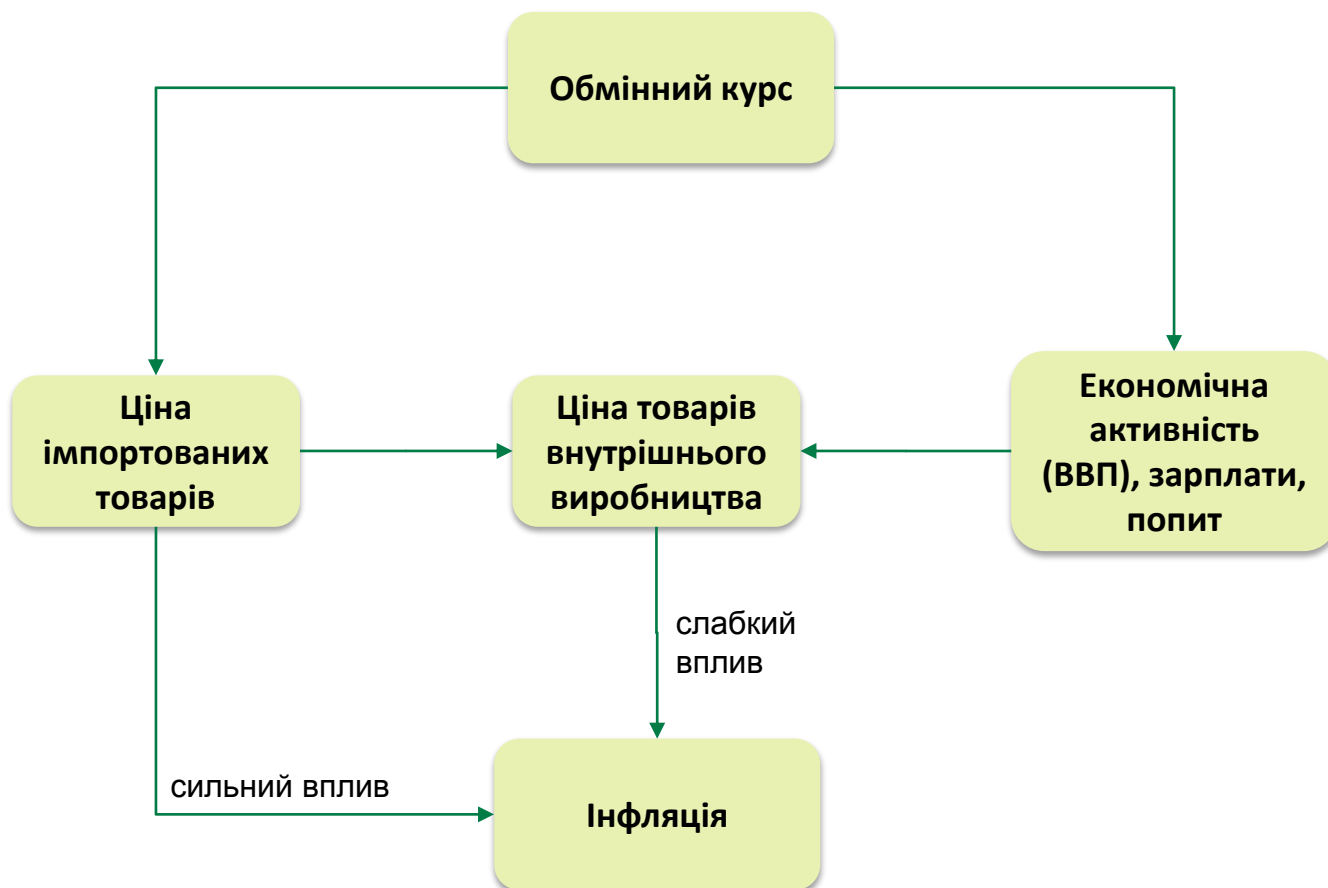 Обмінний курс
Ціна
імпортованих
товарів
Ціна товарів
внутрішнього
виробництва
Економічна
активність
(ВВП), зарплати,
попит
слабкий
вплив
сильний вплив
Інфляція